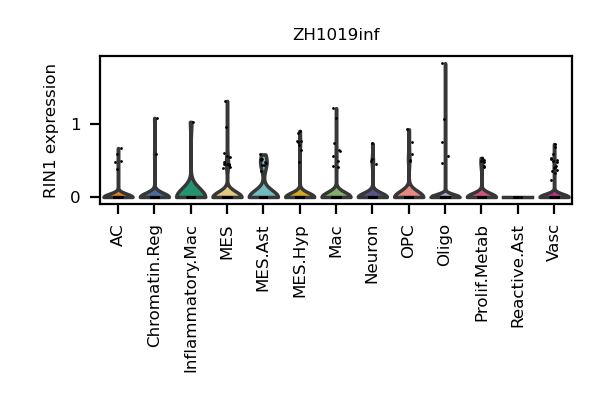 ZH1019inf
RIN1 expression
1
0
AC
Chromatin.Reg
Inflammatory.Mac
MES
MES.Ast
MES.Hyp
Mac
Neuron
OPC
Oligo
Prolif.Metab
Reactive.Ast
Vasc